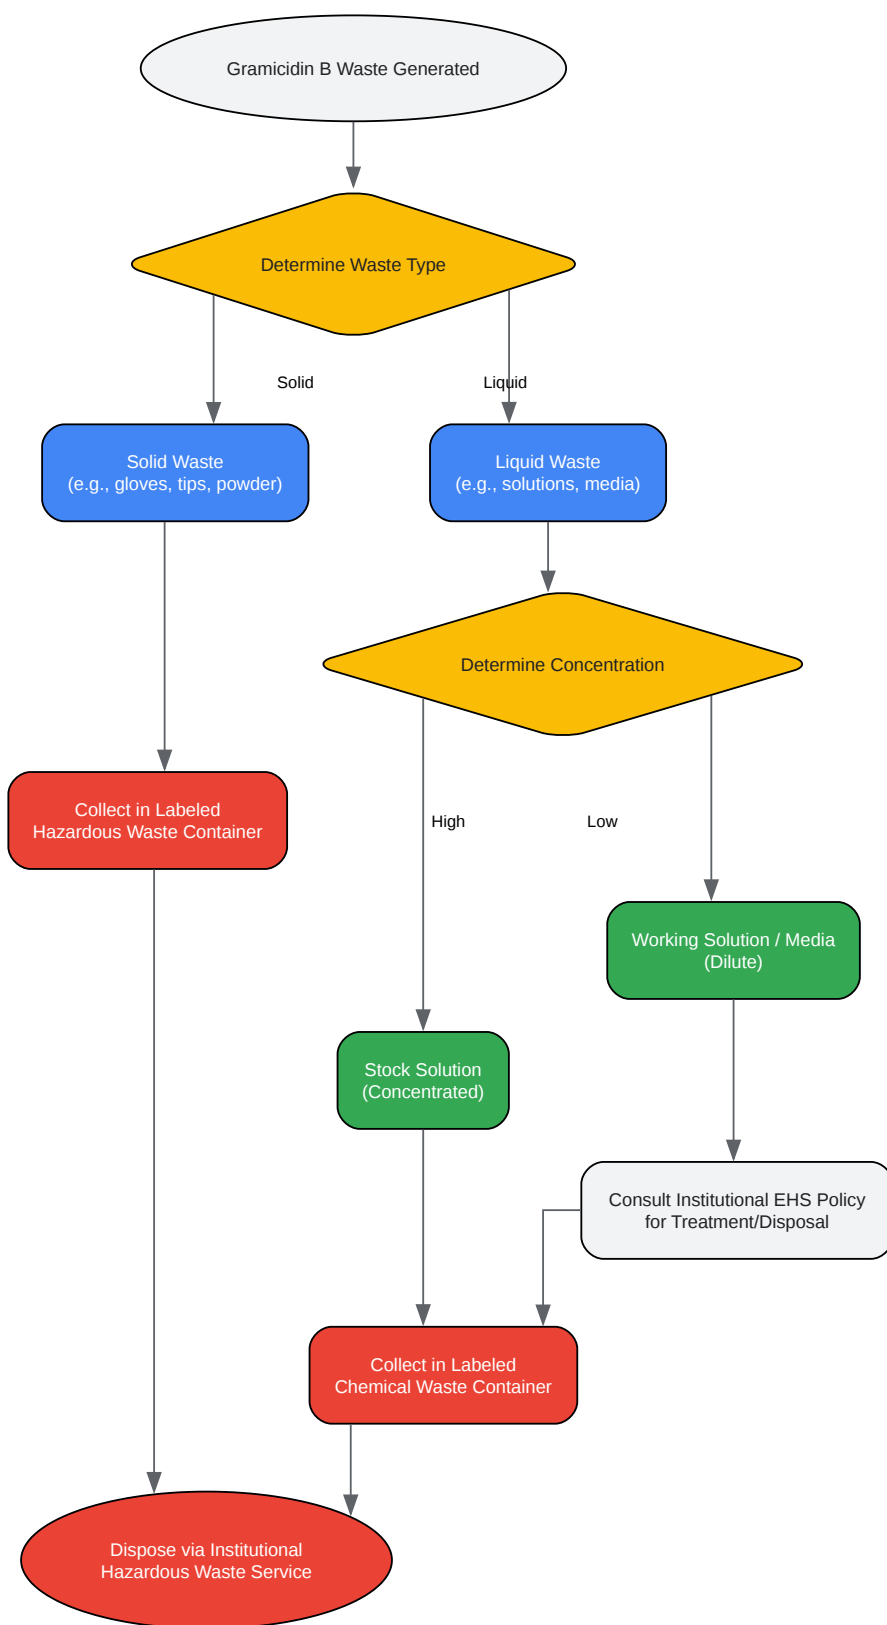 Gramicidin B Waste Generated
Determine Waste Type
Solid
Liquid
Solid Waste
(e.g., gloves, tips, powder)
Liquid Waste
(e.g., solutions, media)
Determine Concentration
Collect in Labeled
Hazardous Waste Container
High
Low
Working Solution / Media
(Dilute)
Stock Solution
(Concentrated)
Consult Institutional EHS Policy
for Treatment/Disposal
Collect in Labeled
Chemical Waste Container
Dispose via Institutional
Hazardous Waste Service